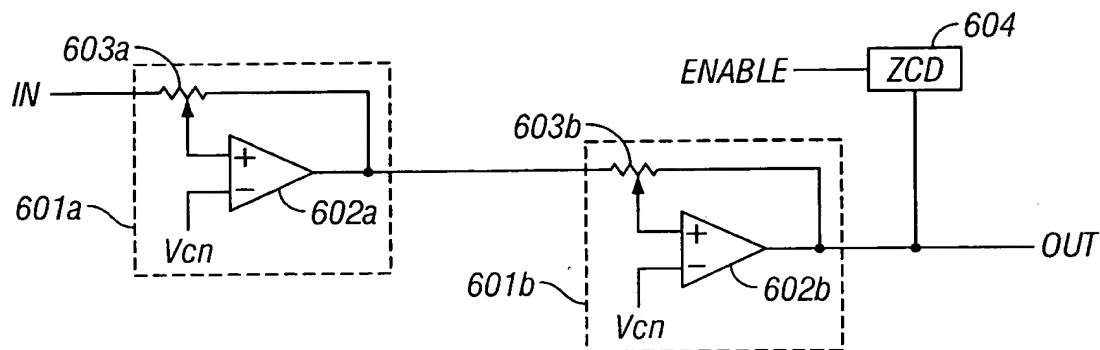 603a
604
IN
ENABLE
ZCD
+
−
603b
601a
602a
Vcn
+
−
OUT
601b
602b
Vcn